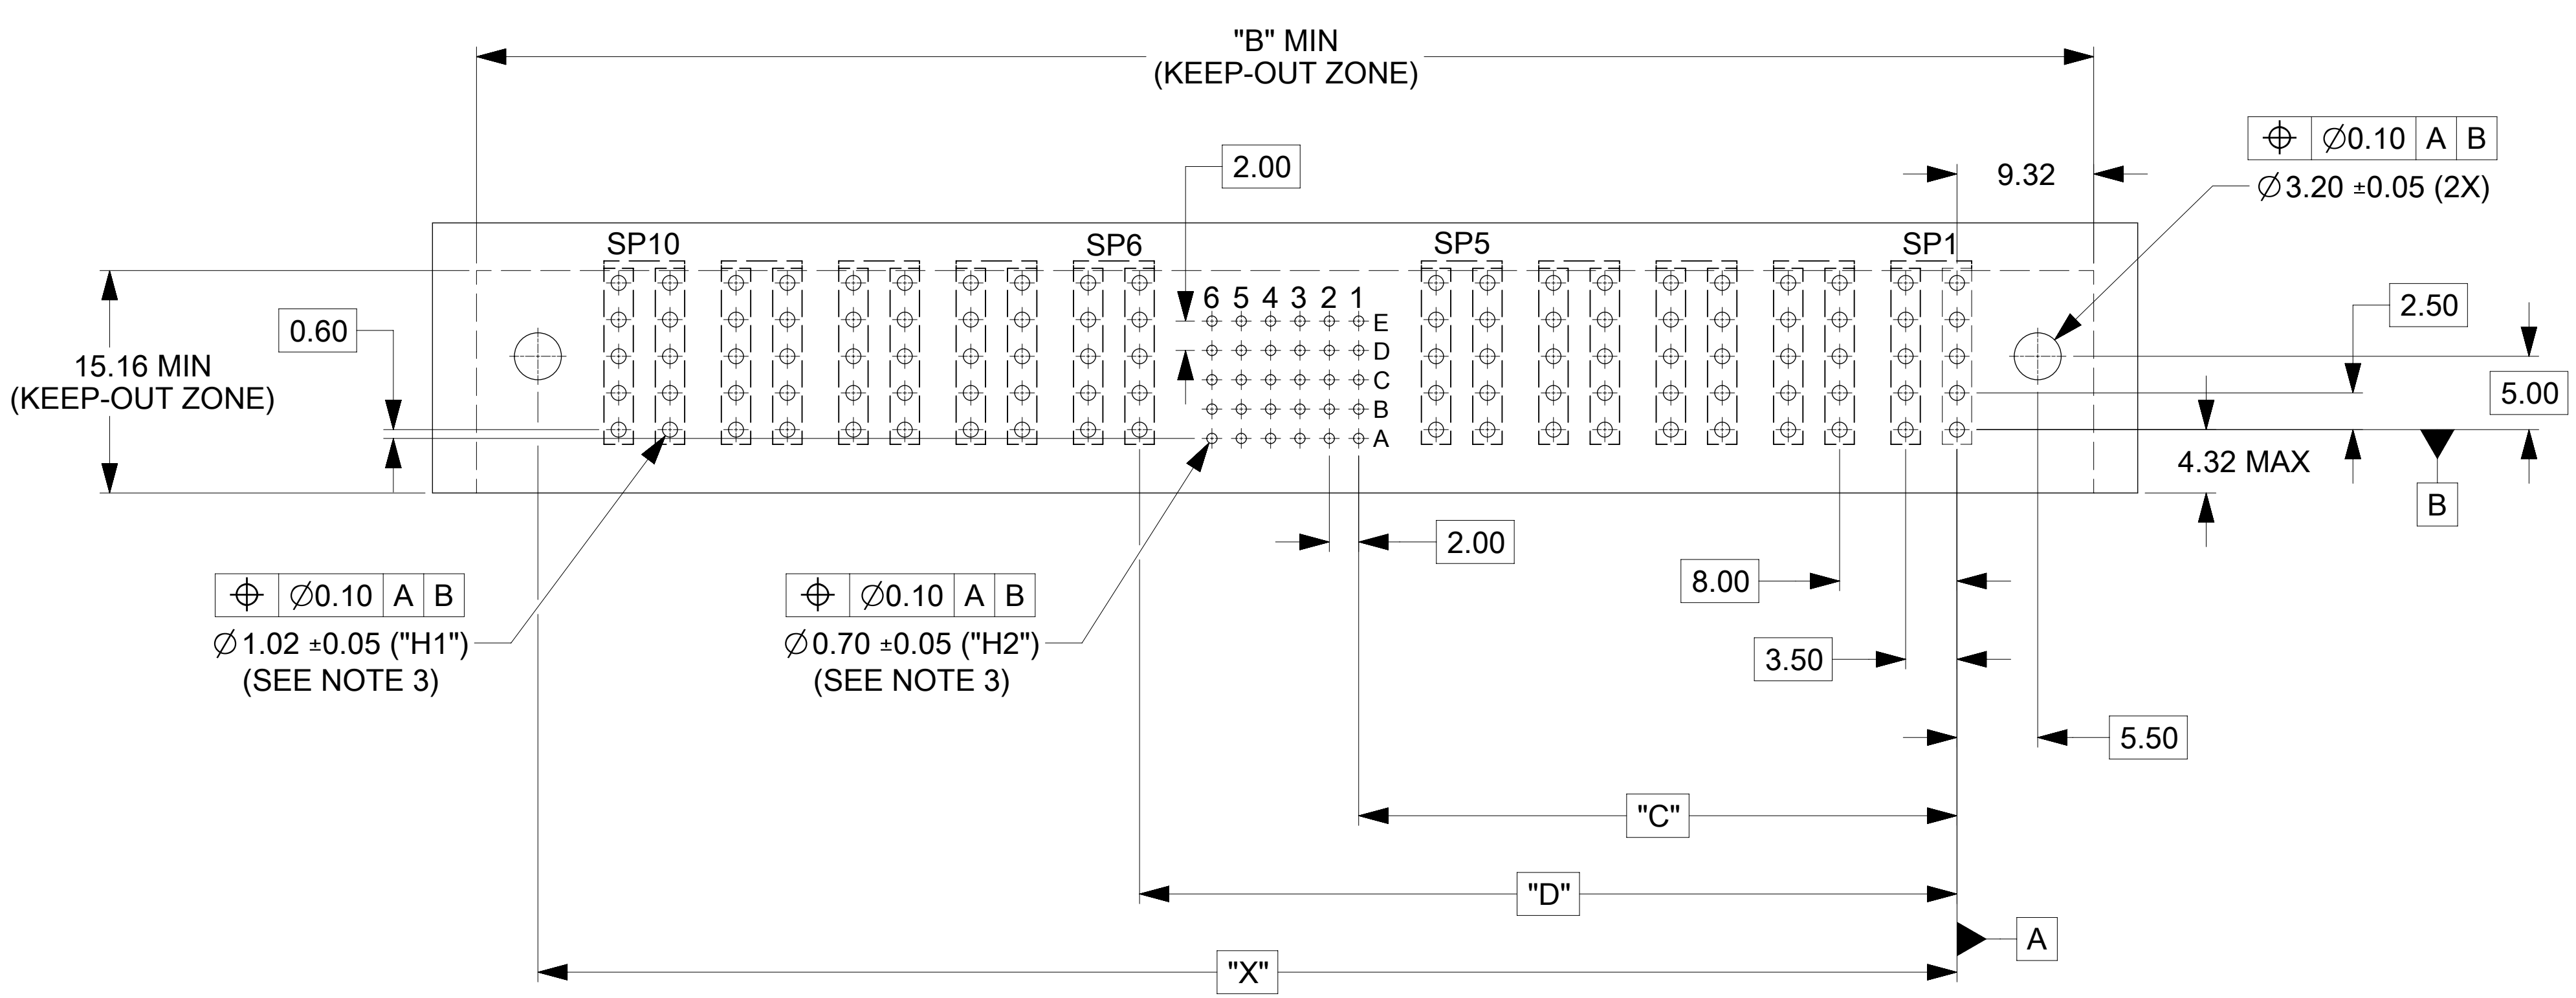 "B" MIN
(KEEP-OUT ZONE)
⌖ ∅0.10 A B
∅3.20 ±0.05 (2X)
2.00
9.32
SP10
SP6
SP5
SP1
2.50
0.60
15.16 MIN
(KEEP-OUT ZONE)
6 5 4 3 2 1
E
D
C
B
A
5.00
4.32 MAX
B
2.00
8.00
⌖ ∅0.10 A B
∅1.02 ±0.05 ("H1")
(SEE NOTE 3)
⌖ ∅0.10 A B
∅0.70 ±0.05 ("H2")
(SEE NOTE 3)
3.50
5.50
"C"
"D"
A
"X"